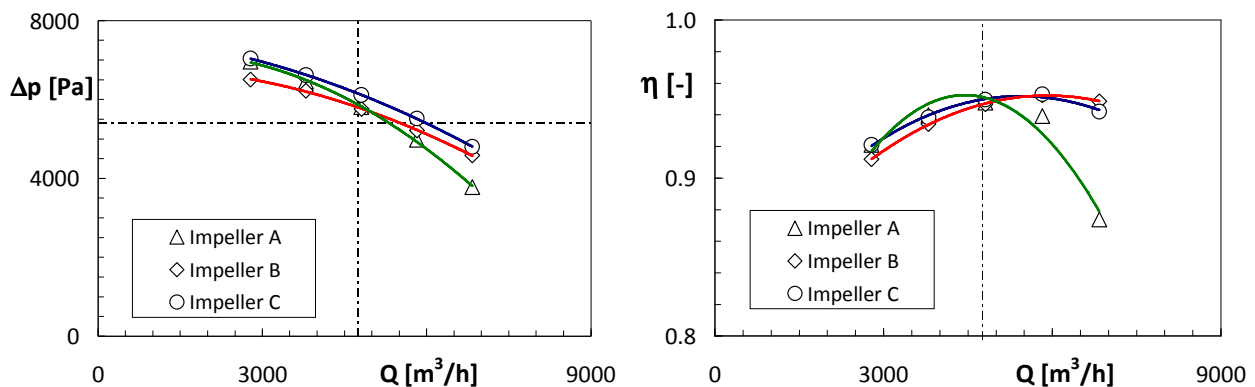 8000
Δp [Pa]
4000
0
Impeller A
Impeller B
Impeller C
0
3000
Q [m³/h]
9000
1.0
η [-]
0.9
0.8
Impeller A
Impeller B
Impeller C
0
3000
Q [m³/h]
9000